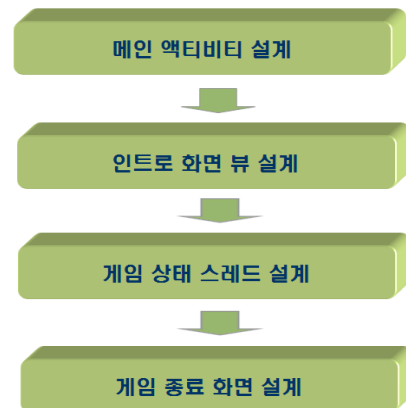 메인 액티비티 설계
인트로 화면 뷰 설계
게임 상태 스레드 설계
게임 종료 화면 설계